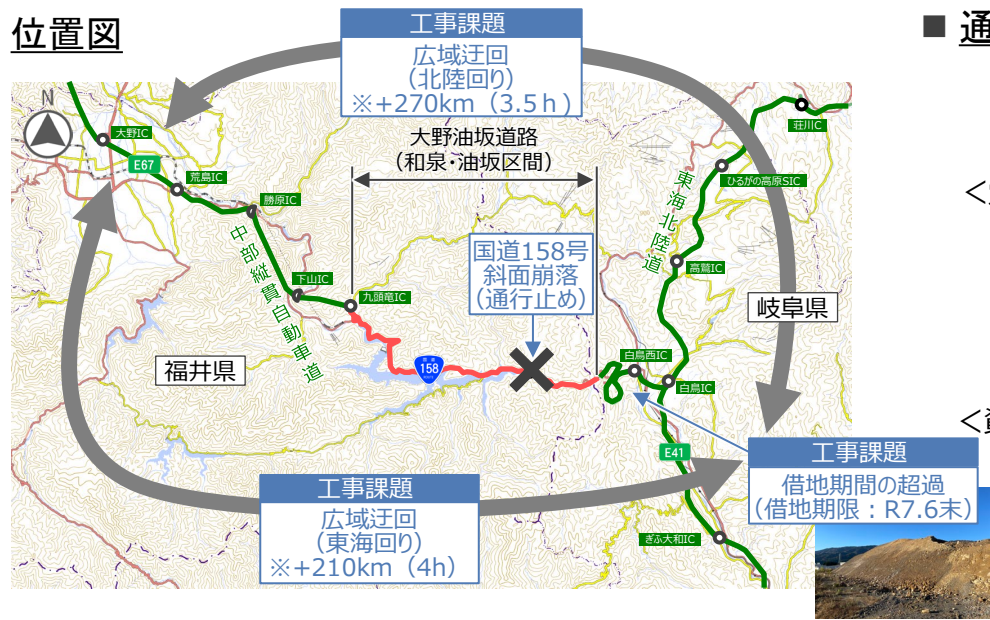 位置図
■ 通
工事課題
広域迂回
（北陸回り）
※+270km（3.5ｈ）
N
大野IC
E67
荒島IC
勝原IC
下山IC
九頭竜IC
中部縦貫自動車道
大野油坂道路
（和泉・油坂区間）
国道158号
斜面崩落
（通行止め）
158
福井県
岐阜県
荘川IC
ひるがの高原SIC
東海北陸道
高鷲IC
白鳥西IC
白鳥IC
E41
ぎふ大和IC
工事課題
広域迂回
（東海回り）
※+210km（4h）
工事課題
借地期間の超過
（借地期限：R7.6末）